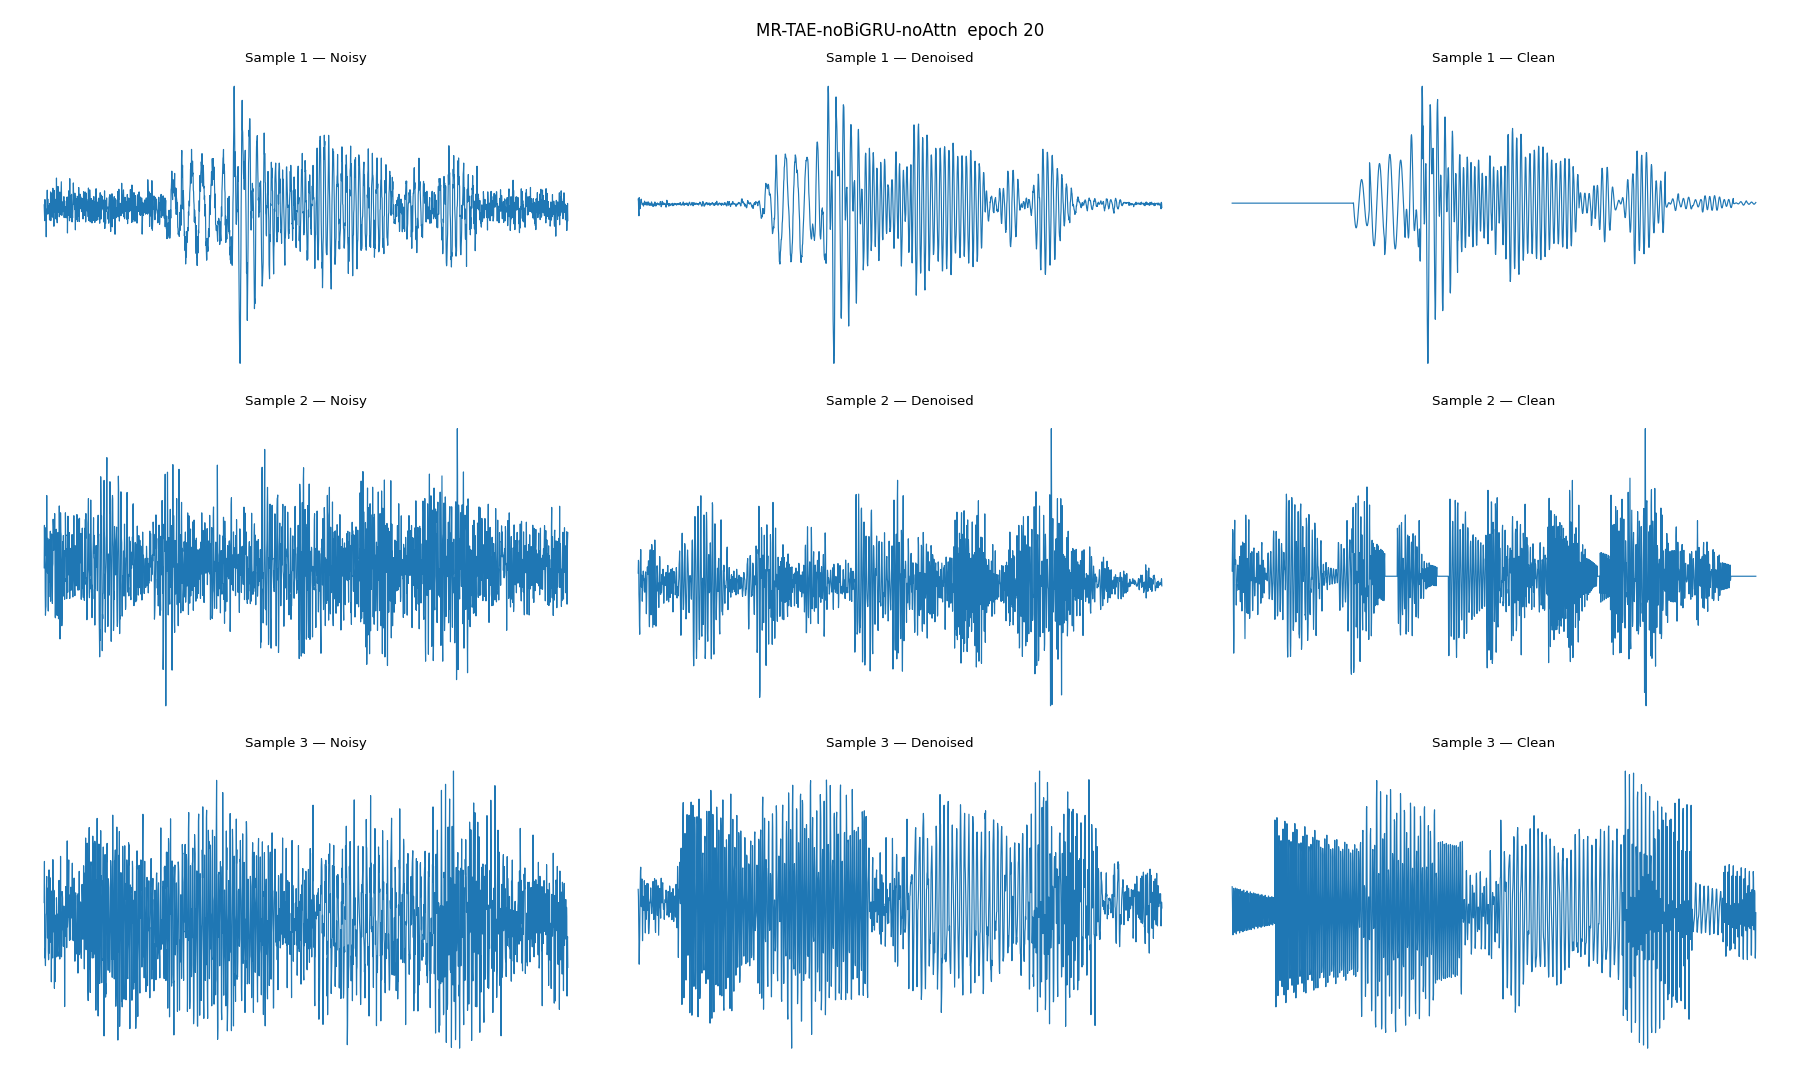 MR-TAE-noBiGRU-noAttn  epoch 20
Sample 1 — Noisy
Sample 1 — Denoised
Sample 1 — Clean
Sample 2 — Noisy
Sample 2 — Denoised
Sample 2 — Clean
Sample 3 — Noisy
Sample 3 — Denoised
Sample 3 — Clean